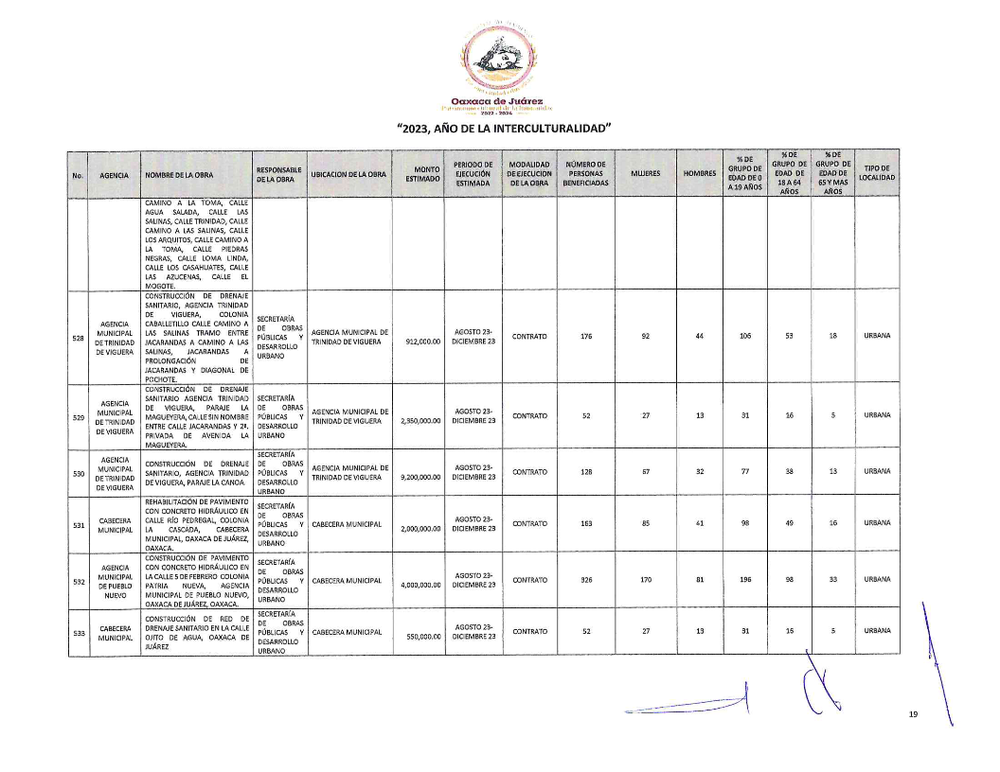 Oaxaca de Juárez
2022 - 2024
“2023, AÑO DE LA INTERCULTURALIDAD”
No.
AGENCIA
NOMBRE DE LA OBRA
RESPONSABLE
DE LA OBRA
UBICACION DE LA OBRA
MONTO
ESTIMADO
PERIODO DE
EJECUCIÓN
ESTIMADA
MODALIDAD
DE EJECUCION
DE LA OBRA
NÚMERO DE
PERSONAS
BENEFICIADAS
MUJERES
HOMBRES
% DE
GRUPO DE
EDAD DE 0
A 19 AÑOS
% DE
GRUPO DE
EDAD DE
18 A 64
AÑOS
% DE
GRUPO DE
EDAD DE
65 Y MAS
AÑOS
TIPO DE
LOCALIDAD
CAMINO A LA TOMA, CALLE
AGUA SALADA, CALLE LAS
SALINAS, CALLE TRINIDAD, CALLE
CAMINO A LAS SALINAS, CALLE
LOS ARQUITOS, CALLE CAMINO A
LA TOMA, CALLE PIEDRAS
NEGRAS, CALLE LOMA LINDA,
CALLE LOS CASAHUATES, CALLE
LAS AZUCENAS, CALLE EL
MOGOTE.
528
AGENCIA
MUNICIPAL
DE TRINIDAD
DE VIGUERA
CONSTRUCCIÓN DE DRENAJE
SANITARIO, AGENCIA TRINIDAD
DE VIGUERA, COLONIA
CABALLETILLO CALLE CAMINO A
LAS SALINAS TRAMO ENTRE
JACARANDAS A CAMINO A LAS
SALINAS, JACARANDAS A
PROLONGACIÓN DE
JACARANDAS Y DIAGONAL DE
POCHOTE.
SECRETARÍA
DE OBRAS
PÚBLICAS Y
DESARROLLO
URBANO
AGENCIA MUNICIPAL DE
TRINIDAD DE VIGUERA
912,000.00
AGOSTO 23-
DICIEMBRE 23
CONTRATO
176
92
44
106
53
18
URBANA
529
AGENCIA
MUNICIPAL
DE TRINIDAD
DE VIGUERA
CONSTRUCCIÓN DE DRENAJE
SANITARIO AGENCIA TRINIDAD
DE VIGUERA, PARAJE LA
MAGUEYERA, CALLE SIN NOMBRE
ENTRE CALLE JACARANDAS Y 2ª.
PRIVADA DE AVENIDA LA
MAGUEYERA.
SECRETARÍA
DE OBRAS
PÚBLICAS Y
DESARROLLO
URBANO
AGENCIA MUNICIPAL DE
TRINIDAD DE VIGUERA
2,350,000.00
AGOSTO 23-
DICIEMBRE 23
CONTRATO
52
27
13
31
16
5
URBANA
530
AGENCIA
MUNICIPAL
DE TRINIDAD
DE VIGUERA
CONSTRUCCIÓN DE DRENAJE
SANITARIO, AGENCIA TRINIDAD
DE VIGUERA, PARAJE LA CANOA.
SECRETARÍA
DE OBRAS
PÚBLICAS Y
DESARROLLO
URBANO
AGENCIA MUNICIPAL DE
TRINIDAD DE VIGUERA
9,200,000.00
AGOSTO 23-
DICIEMBRE 23
CONTRATO
128
67
32
77
38
13
URBANA
531
CABECERA
MUNICIPAL
REHABILITACIÓN DE PAVIMENTO
CON CONCRETO HIDRÁULICO EN
CALLE RÍO PEDREGAL, COLONIA
LA CASCADA, CABECERA
MUNICIPAL, OAXACA DE JUÁREZ,
OAXACA.
SECRETARÍA
DE OBRAS
PÚBLICAS Y
DESARROLLO
URBANO
CABECERA MUNICIPAL
2,000,000.00
AGOSTO 23-
DICIEMBRE 23
CONTRATO
163
85
41
98
49
16
URBANA
532
AGENCIA
MUNICIPAL
DE PUEBLO
NUEVO
CONSTRUCCIÓN DE PAVIMENTO
CON CONCRETO HIDRÁULICO EN
LA CALLE 5 DE FEBRERO COLONIA
PATRIA NUEVA, AGENCIA
MUNICIPAL DE PUEBLO NUEVO,
OAXACA DE JUÁREZ, OAXACA.
SECRETARÍA
DE OBRAS
PÚBLICAS Y
DESARROLLO
URBANO
CABECERA MUNICIPAL
4,000,000.00
AGOSTO 23-
DICIEMBRE 23
CONTRATO
326
170
81
196
98
33
URBANA
533
CABECERA
MUNICIPAL
CONSTRUCCIÓN DE RED DE
DRENAJE SANITARIO EN LA CALLE
OJITO DE AGUA, OAXACA DE
JUÁREZ
SECRETARÍA
DE OBRAS
PÚBLICAS Y
DESARROLLO
URBANO
CABECERA MUNICIPAL
550,000.00
AGOSTO 23-
DICIEMBRE 23
CONTRATO
52
27
13
31
16
5
URBANA
19